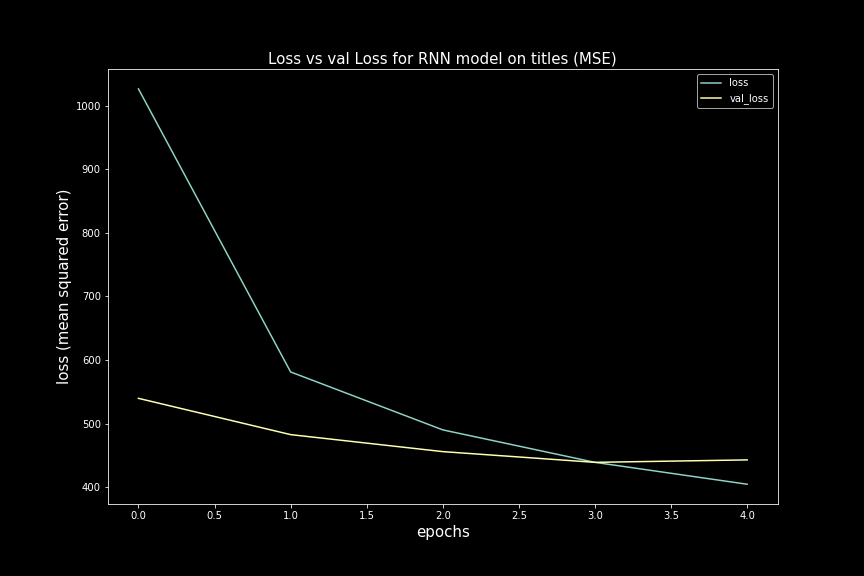 Loss vs val Loss for RNN model on titles (MSE)
loss
val_loss
loss (mean squared error)
1000
900
800
700
600
500
400
0.0 0.5 1.0 1.5 2.0 2.5 3.0 3.5 4.0
epochs